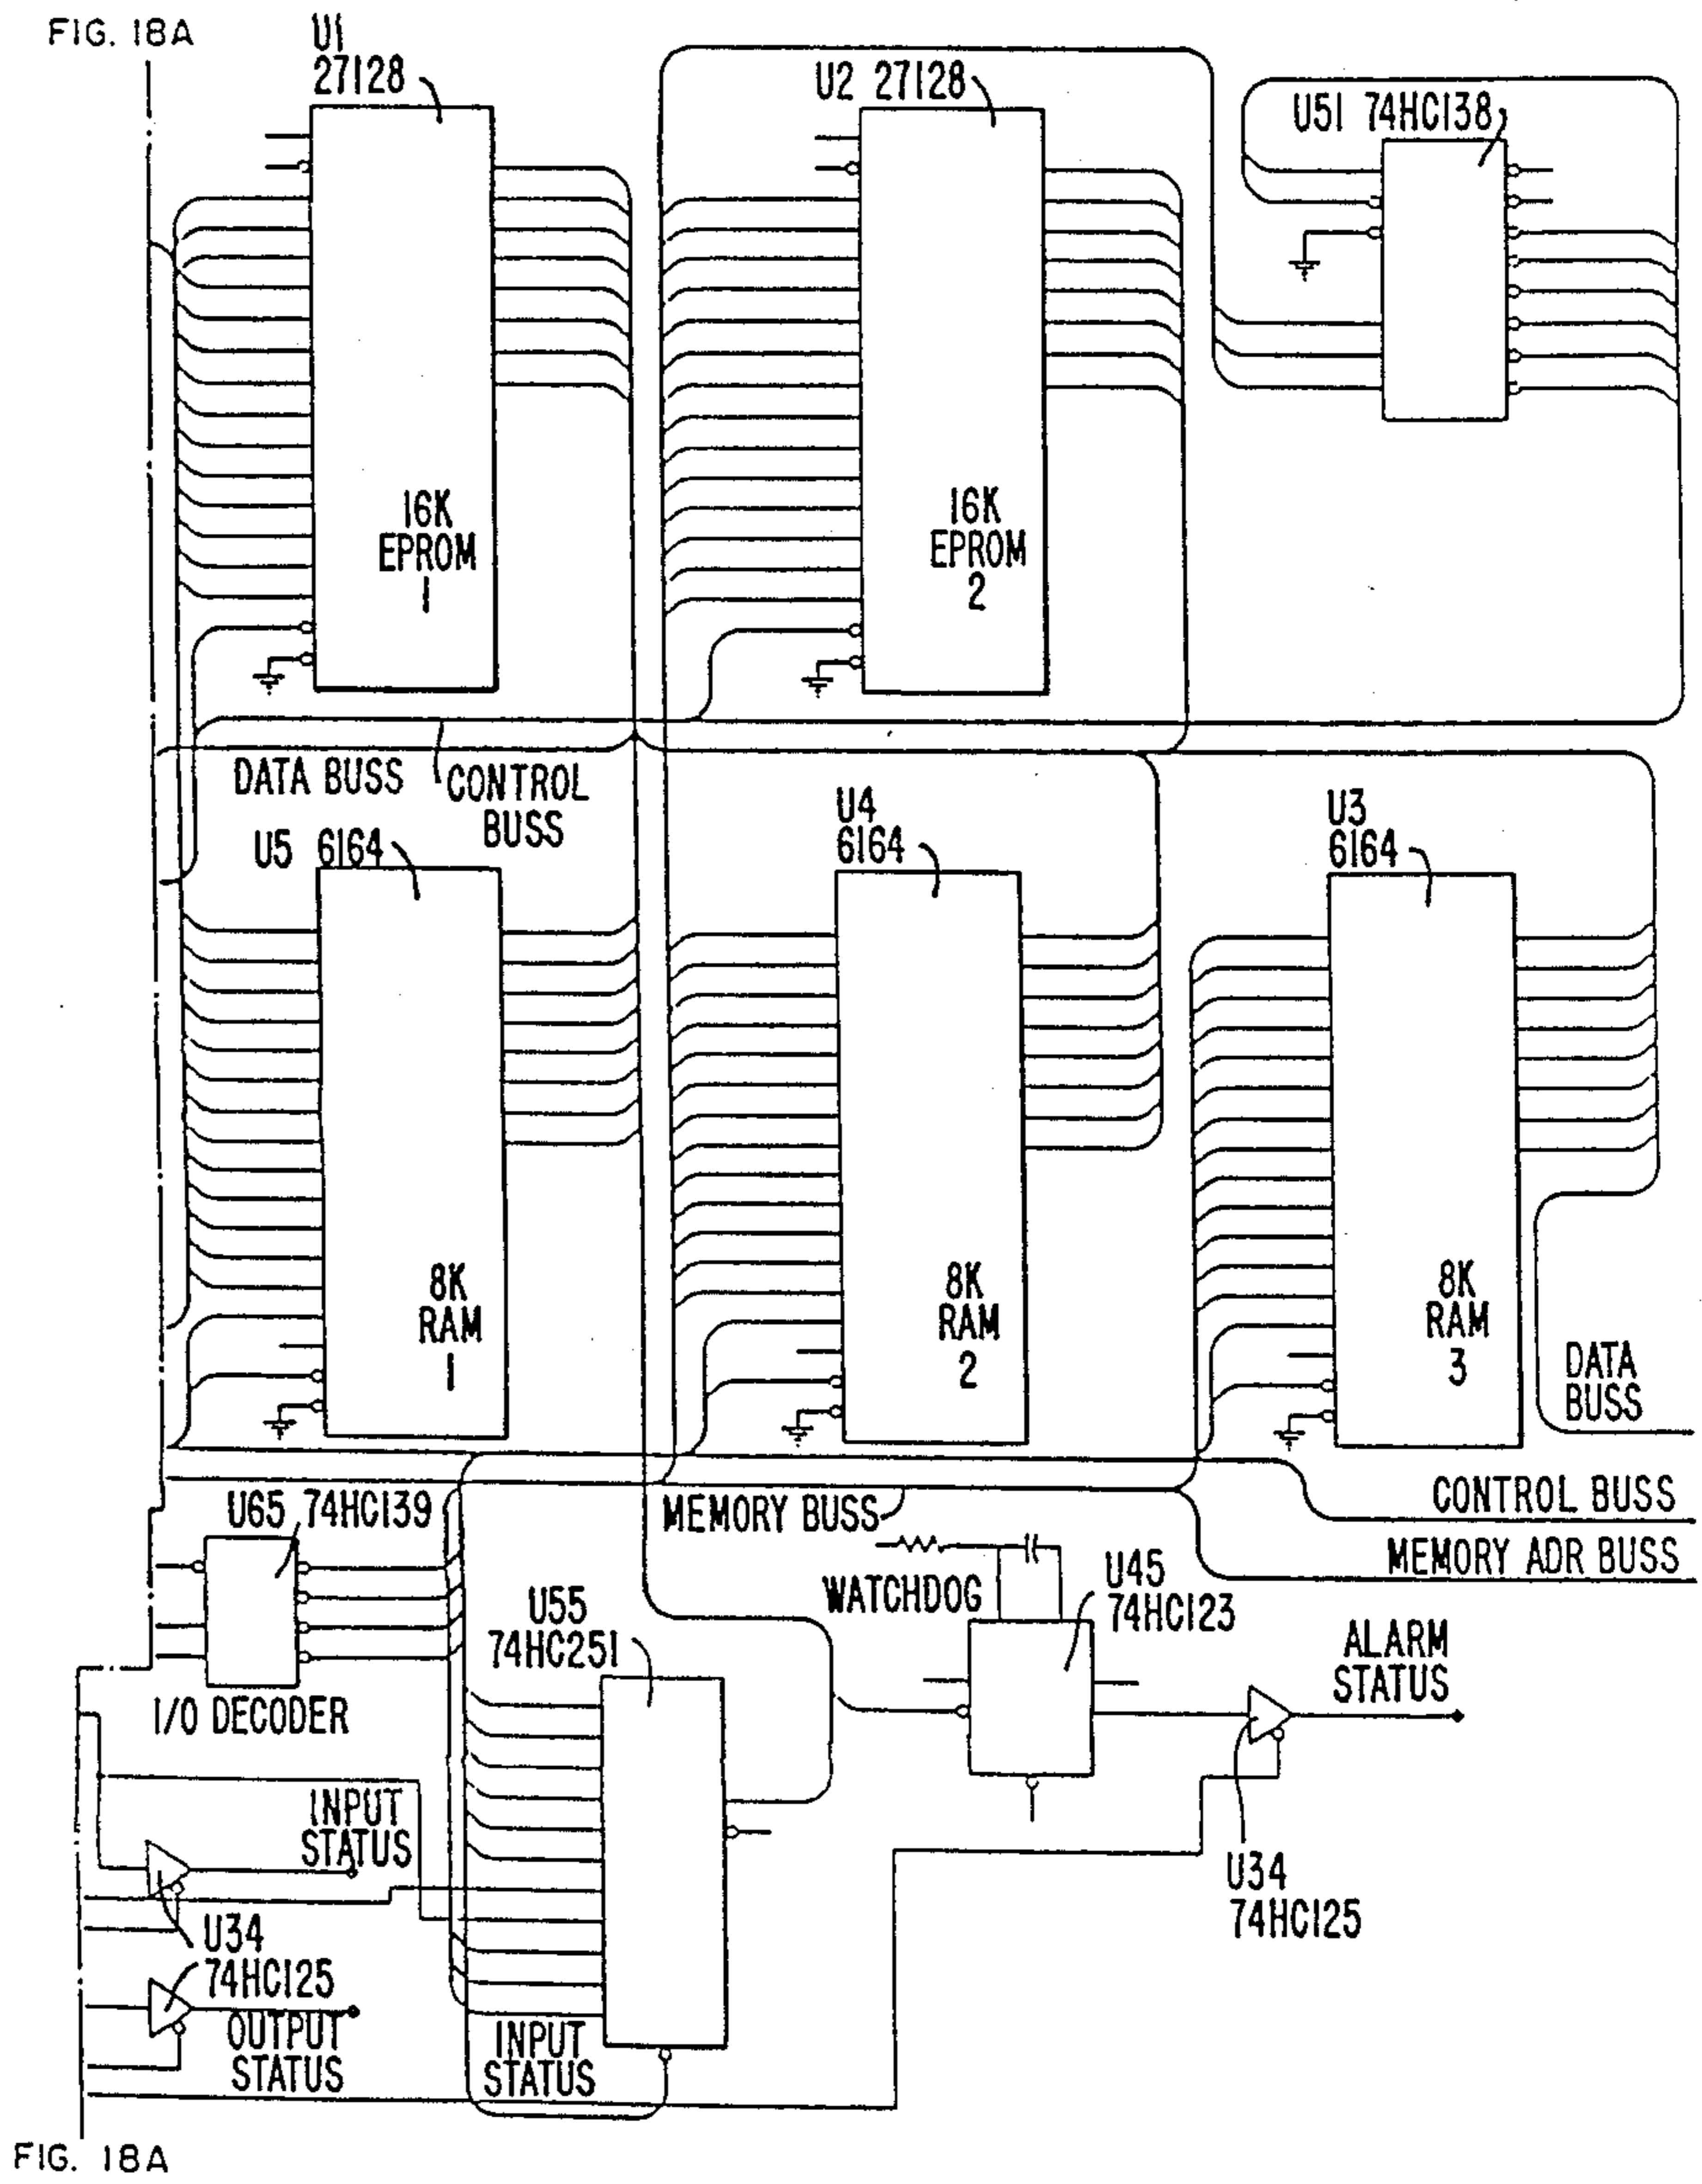 FIG. 18A
U1
27128
U2 27128
U51 74HC138
16K
EPROM
1
16K
EPROM
2
DATA BUSS
CONTROL
BUSS
U5 6164
U4
6164
U3
6164
8K
RAM
1
8K
RAM
2
8K
RAM
3
DATA
BUSS
CONTROL BUSS
MEMORY BUSS
MEMORY ADR BUSS
U65 74HC139
I/O DECODER
U55
74HC251
WATCHDOG
U45
74HC123
ALARM
STATUS
INPUT
STATUS
U34
74HC125
U34
74HC125
OUTPUT
STATUS
INPUT
STATUS
FIG. 18A